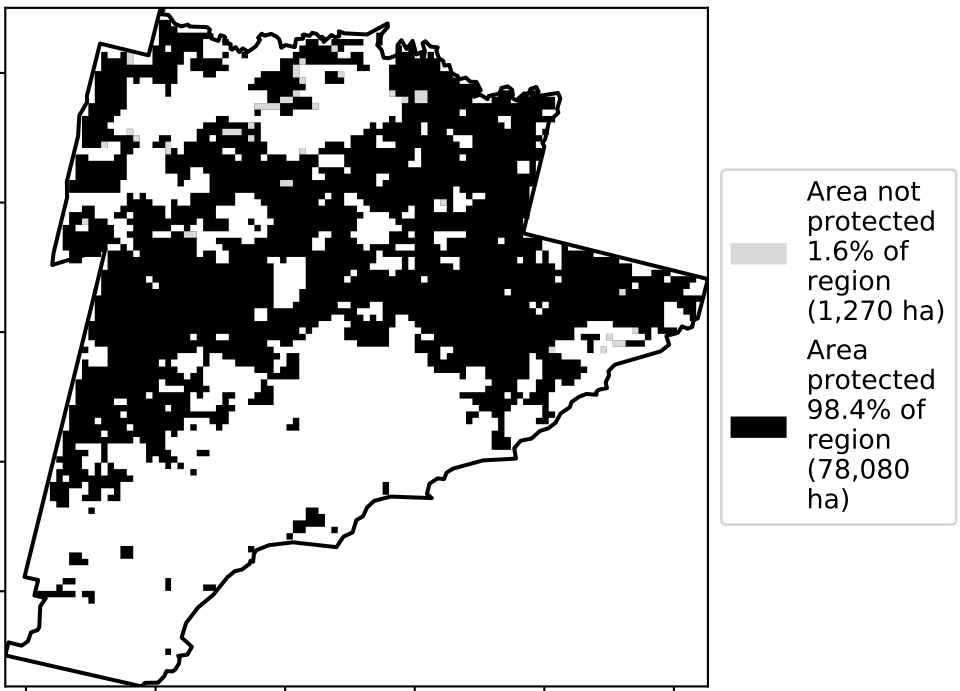 Area not
protected
1.6% of
region
(1,270 ha)
Area
protected
98.4% of
region
(78,080
ha)